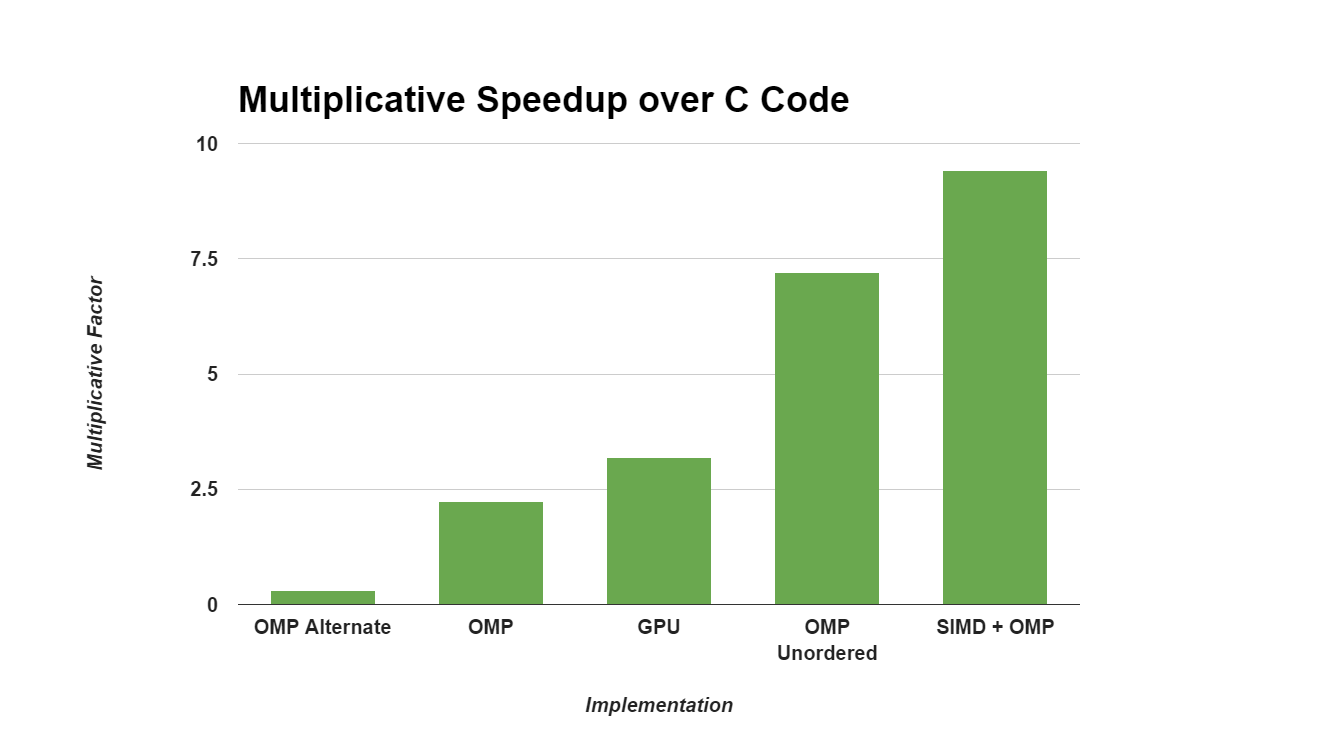 Multiplicative Speedup over C Code
10
7.5
5
2.5
0
Multiplicative Factor
OMP Alternate
OMP
GPU
OMP
Unordered
SIMD + OMP
Implementation